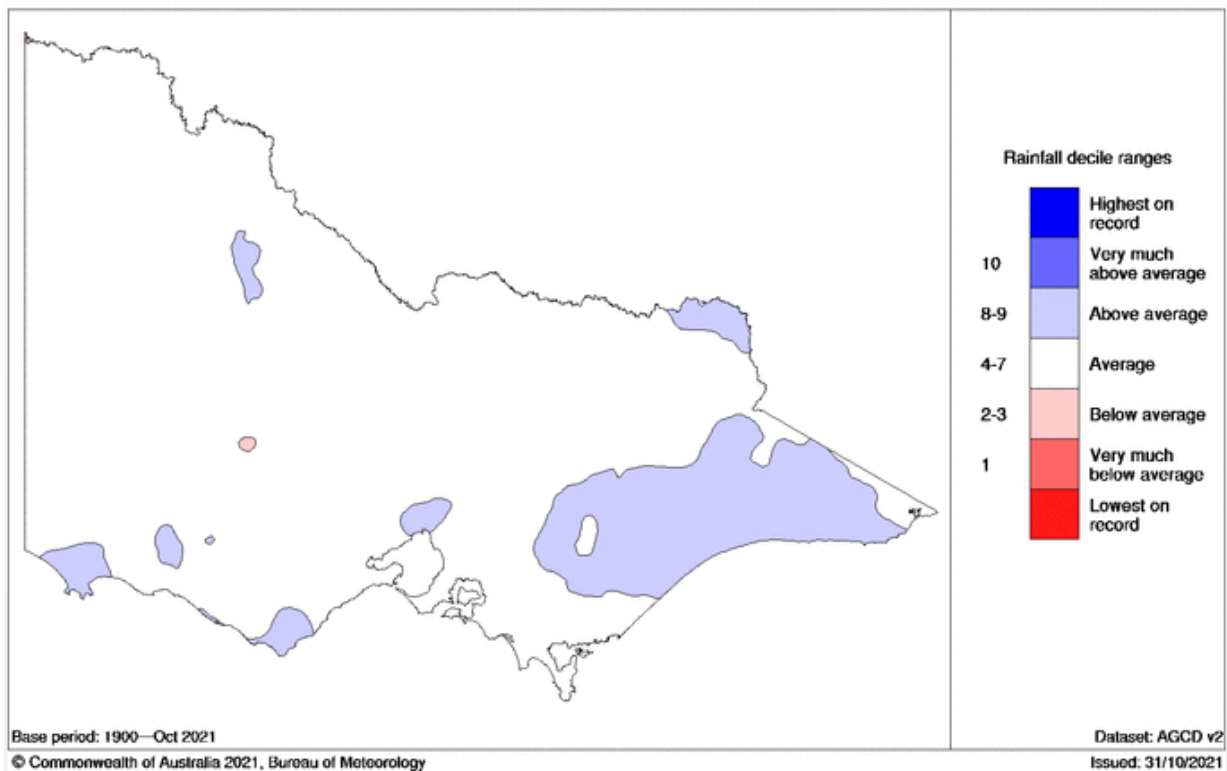 Rainfall decile ranges
Highest on
record
10
Very much
above average
8-9
Above average
4-7
Average
2-3
Below average
1
Very much
below average
Lowest on
record
Base period: 1900—Oct 2021
Dataset: AGCD v2
© Commonwealth of Australia 2021, Bureau of Meteorology
Issued: 31/10/2021